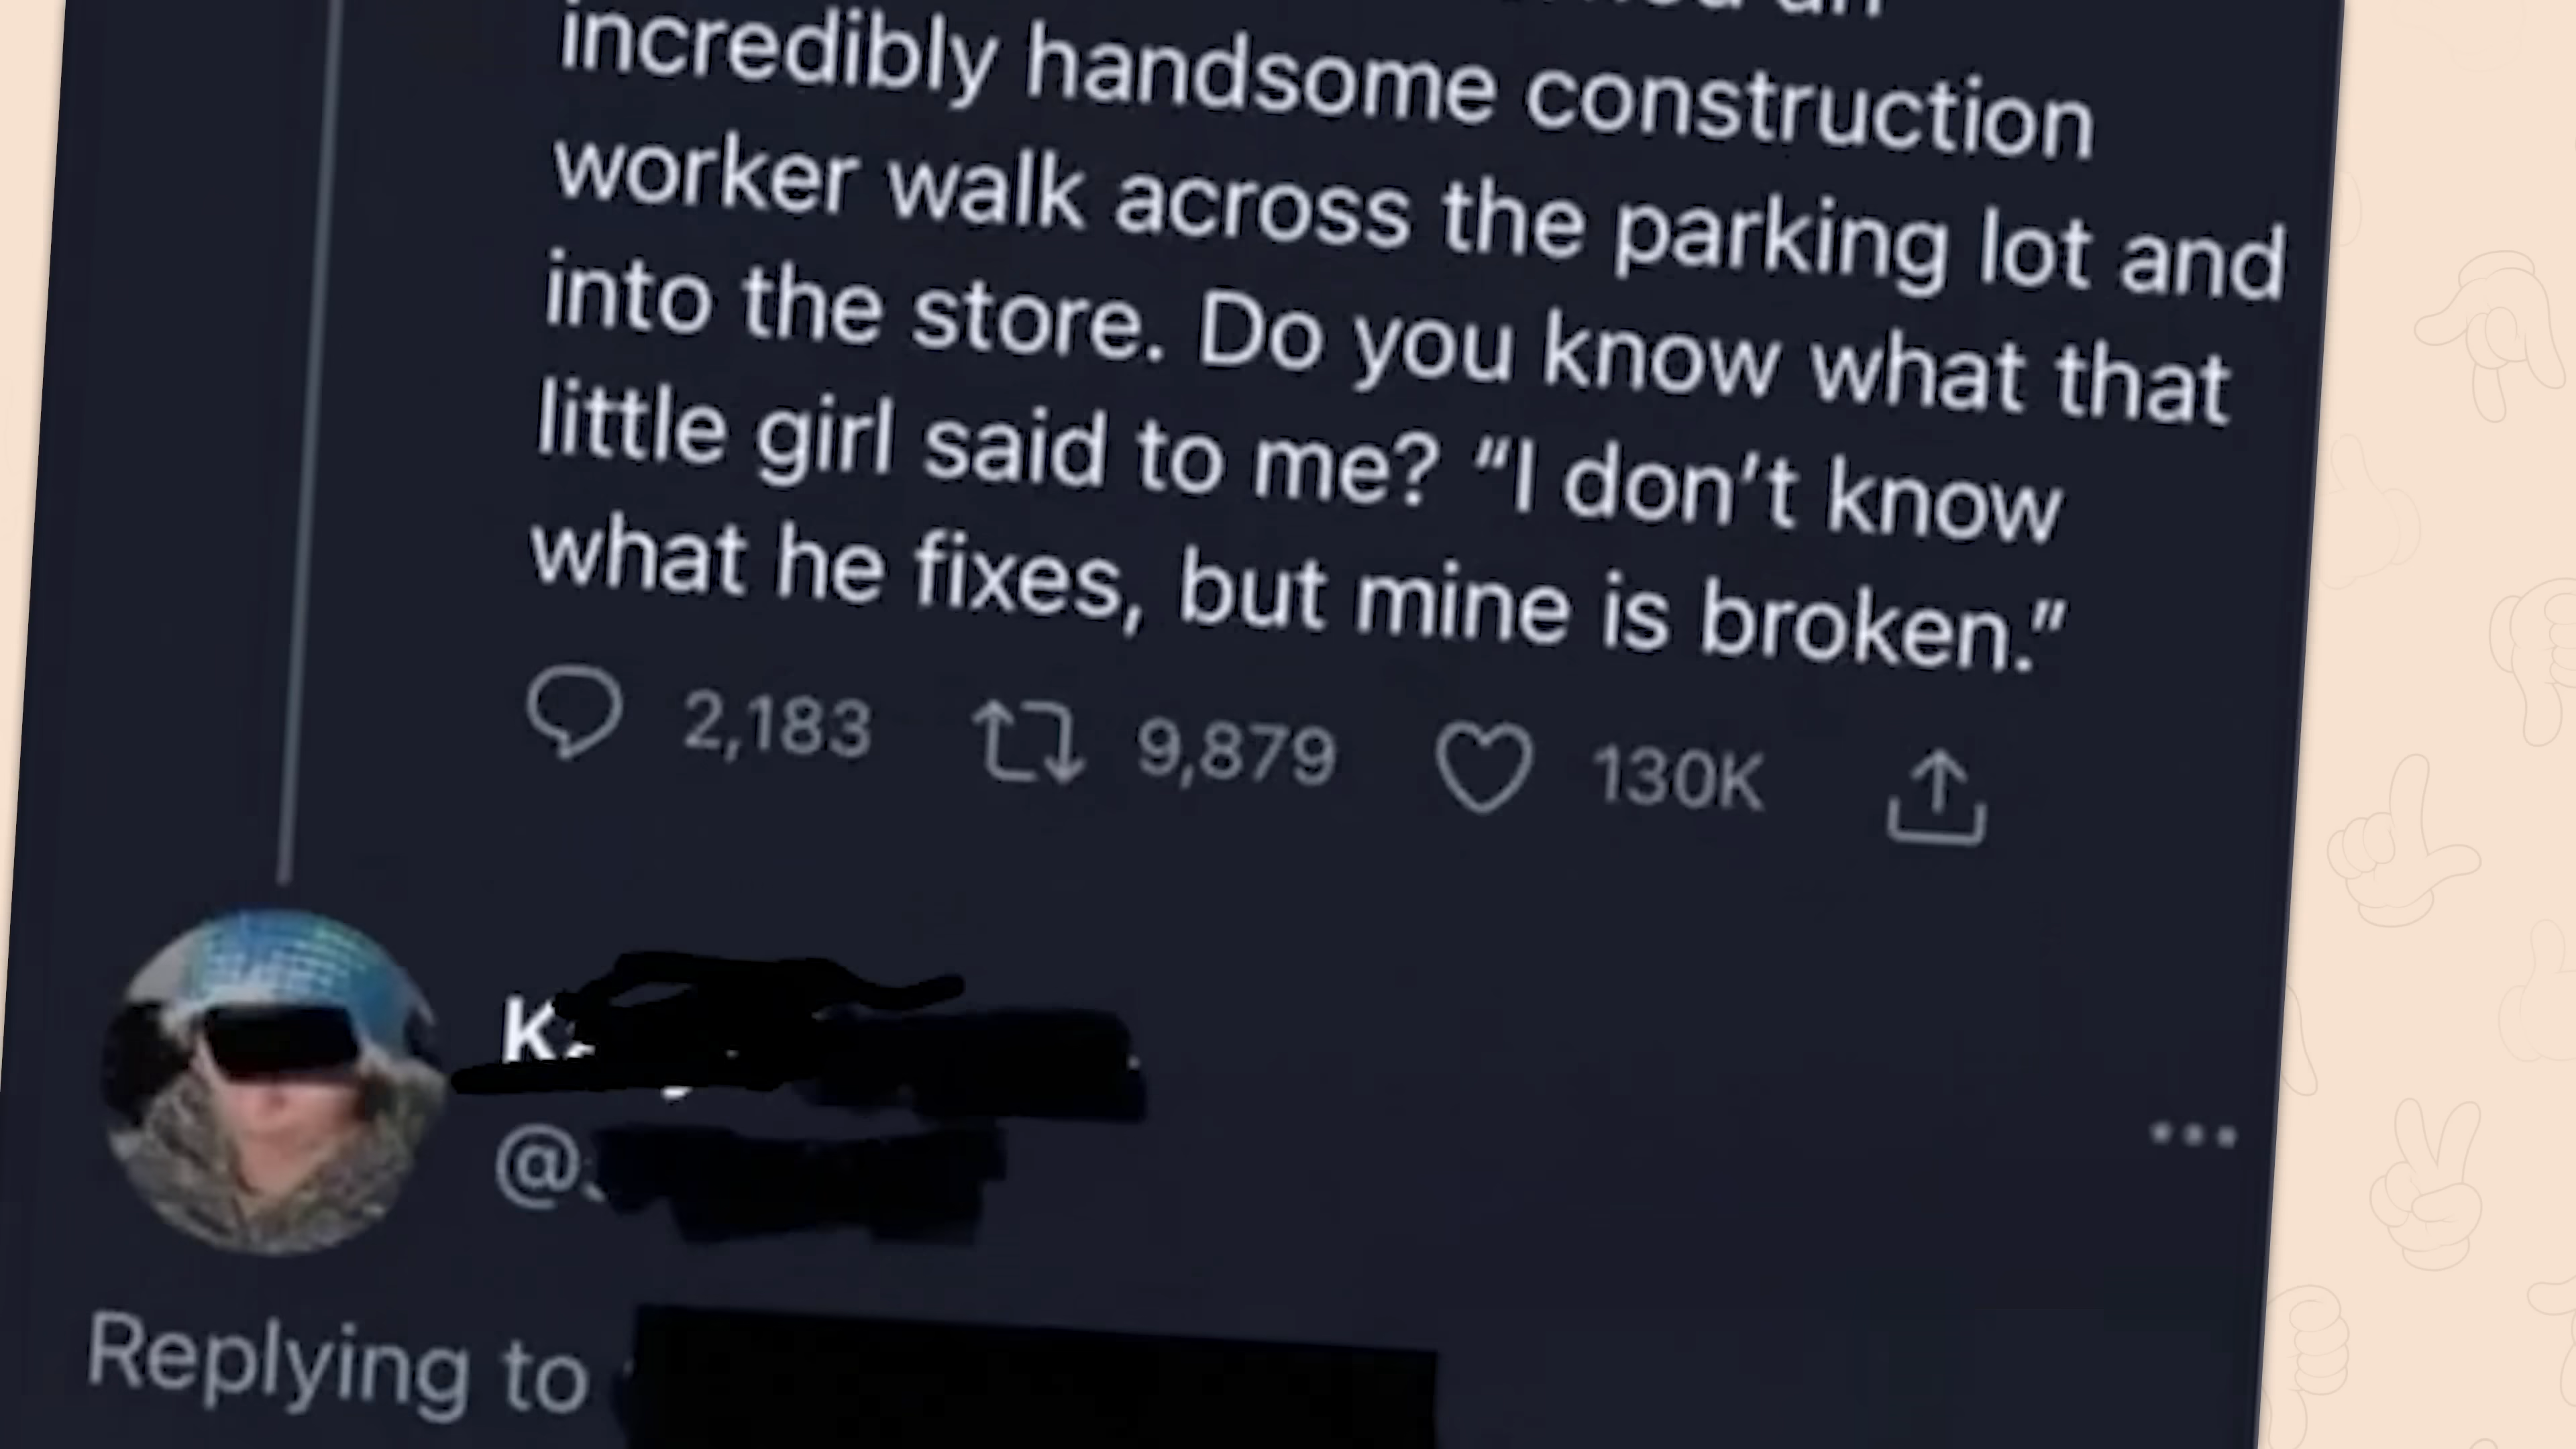 incredibly handsome construction
worker walk across the parking lot and
into the store. Do you know what that
little girl said to me? “I don’t know
what he fixes, but mine is broken.”
2,183 9,879 130K
@
Replying to